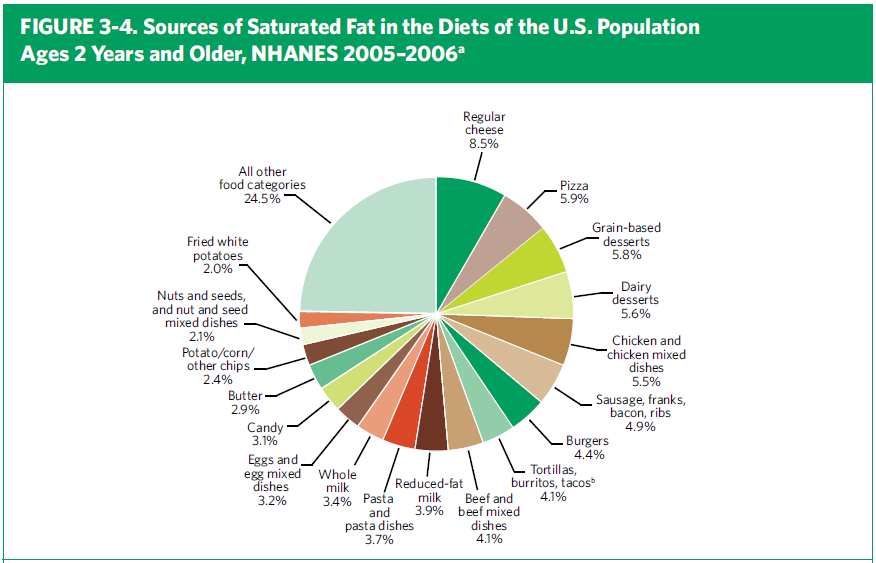 FIGURE 3-4. Sources of Saturated Fat in the Diets of the U.S. Population
Ages 2 Years and Older, NHANES 2005–2006ª
Regular
cheese
8.5%
Pizza
5.9%
Grain-based
desserts
5.8%
Dairy
desserts
5.6%
Chicken and
chicken mixed
dishes
5.5%
Sausage, franks,
bacon, ribs
4.9%
Burgers
4.4%
Tortillas,
burritos, tacosᵇ
4.1%
Beef and
beef mixed
dishes
4.1%
Reduced-fat
milk
3.9%
Pasta
and
pasta dishes
3.7%
Whole
milk
3.4%
Eggs and
egg mixed
dishes
3.2%
Candy
3.1%
Butter
2.9%
Potato/corn/
other chips
2.4%
Nuts and seeds,
and nut and seed
mixed dishes
2.1%
Fried white
potatoes
2.0%
All other
food categories
24.5%